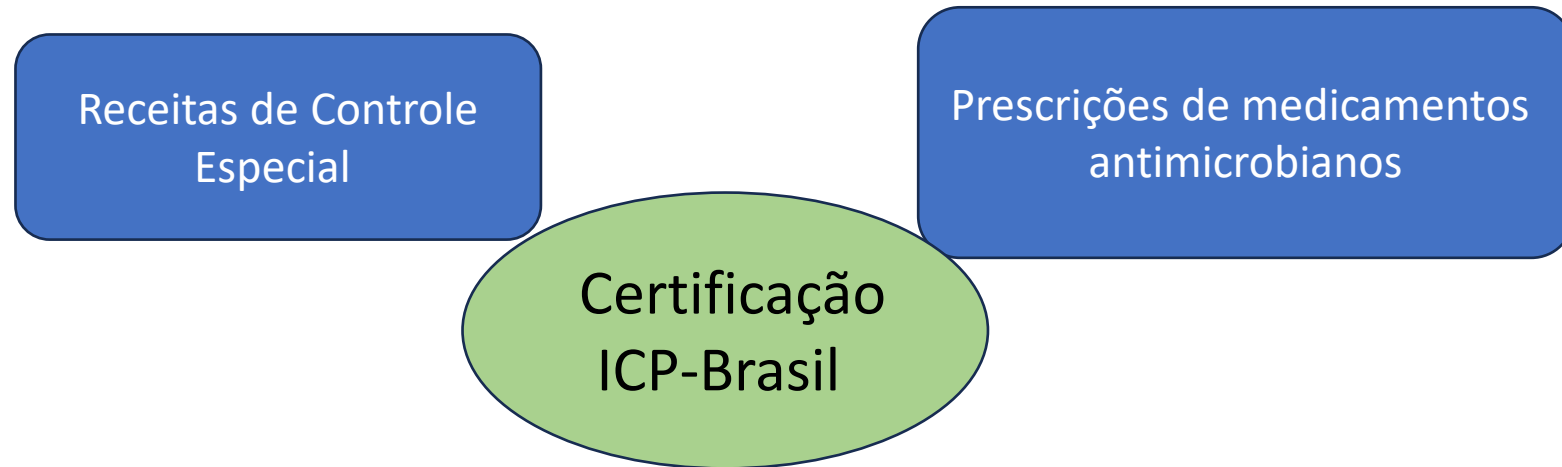 Receitas de Controle
Especial
Prescrições de medicamentos
antimicrobianos
Certificação
ICP-Brasil